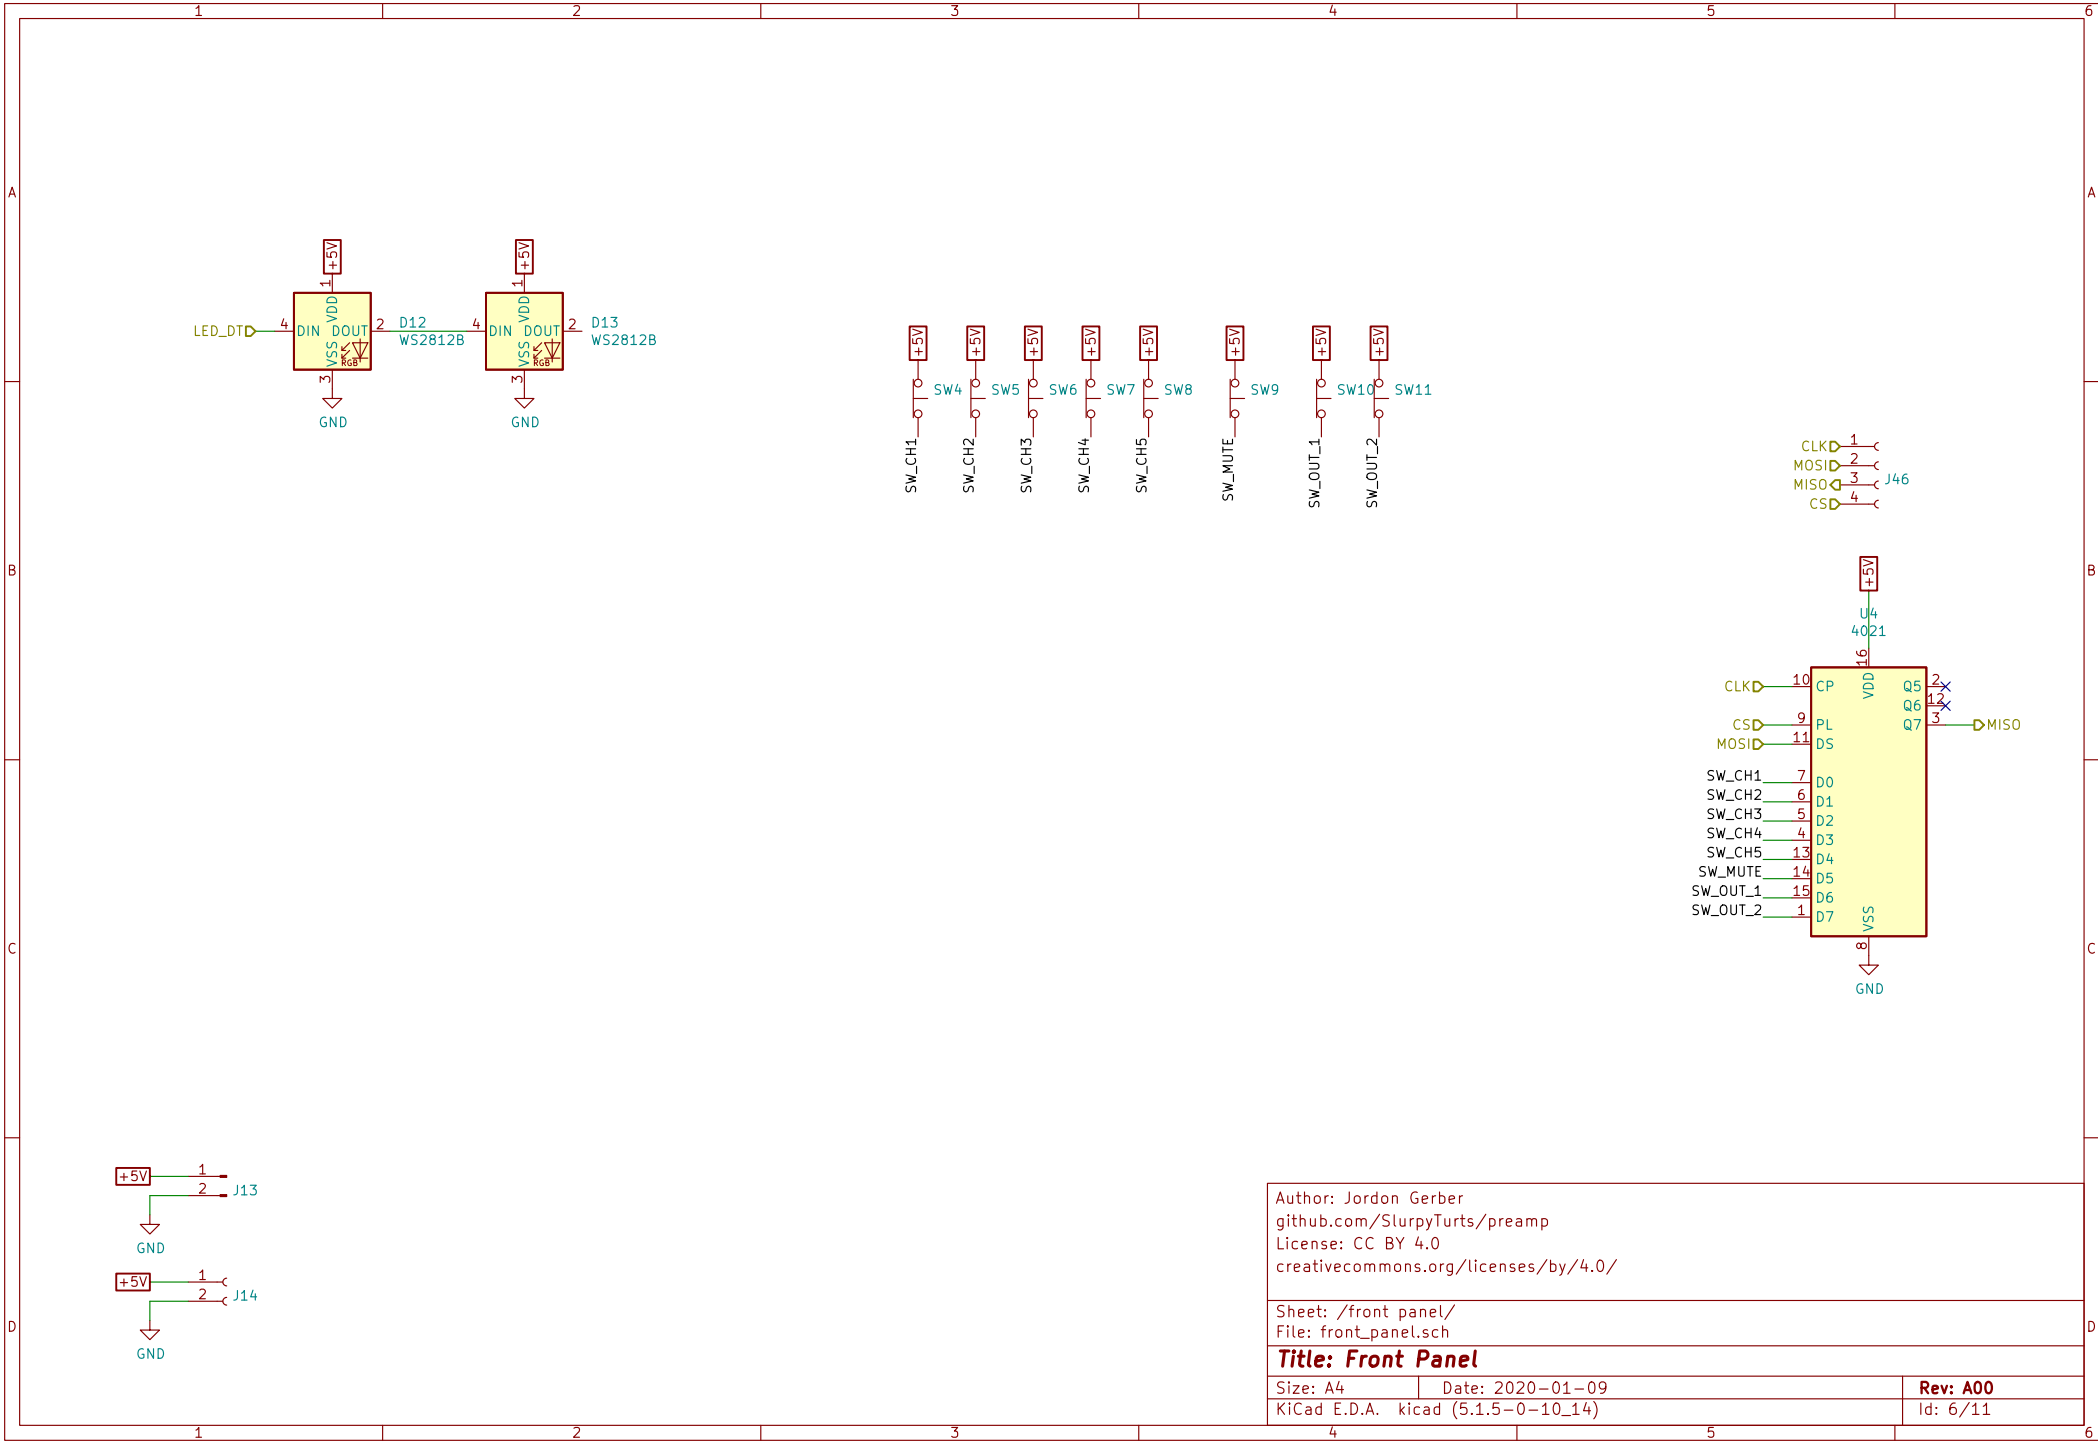 1 2 3 4 5 6
A A
+5V +5V
1 1
VDD VDD
LED_DT 4 DIN DOUT 2 D12 4 DIN DOUT 2 D13
WS2812B WS2812B
VSS RGB VSS RGB
3 3
GND GND
+5V +5V +5V +5V +5V +5V +5V +5V
SW4 SW5 SW6 SW7 SW8 SW9 SW10 SW11
SW_CH1 SW_CH2 SW_CH3 SW_CH4 SW_CH5 SW_MUTE SW_OUT_1 SW_OUT_2
CLK 1
MOSI 2
MISO 3 J46
CS 4
B B
+5V
U4
4021
16
VDD
CLK 10 CP Q5 2
Q6 12
CS 9 PL Q7 3 MISO
MOSI 11 DS
SW_CH1 7 D0
SW_CH2 6 D1
SW_CH3 5 D2
SW_CH4 4 D3
SW_CH5 13 D4
SW_MUTE 14 D5
SW_OUT_1 15 D6
SW_OUT_2 1 D7
VSS
8
GND
C C
+5V 1
2 J13
GND
+5V 1
2 J14
GND
D D
Author: Jordon Gerber
github.com/SlurpyTurts/preamp
License: CC BY 4.0
creativecommons.org/licenses/by/4.0/
Sheet: /front panel/
File: front_panel.sch
Title: Front Panel
Size: A4 Date: 2020-01-09 Rev: A00
KiCad E.D.A. kicad (5.1.5-0-10_14) Id: 6/11
1 2 3 4 5 6